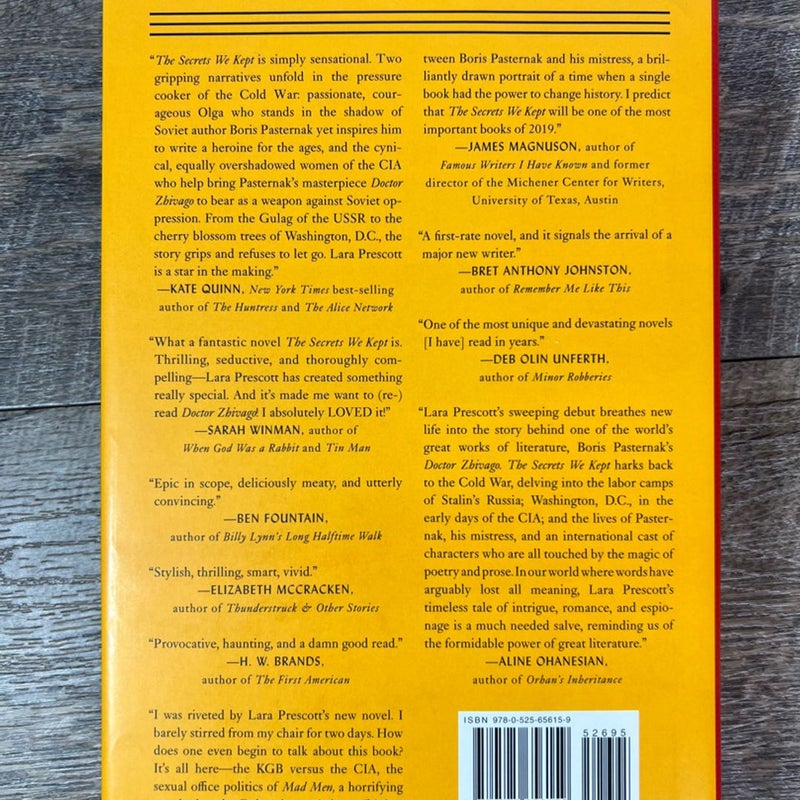 “The Secrets We Kept is simply sensational. Two
gripping narratives unfold in the pressure
cooker of the Cold War: passionate, cour-
ageous Olga who stands in the shadow of
Soviet author Boris Pasternak yet inspires him
to write a heroine for the ages, and the cyni-
cal, equally overshadowed women of the CIA
who help bring Pasternak’s masterpiece Doctor
Zhivago to bear as a weapon against Soviet op-
pression. From the Gulag of the USSR to the
cherry blossom trees of Washington, D.C., the
story grips and refuses to let go. Lara Prescott
is a star in the making.”
—KATE QUINN, New York Times best-selling
author of The Huntress and The Alice Network
“What a fantastic novel The Secrets We Kept is.
Thrilling, seductive, and thoroughly com-
pelling—Lara Prescott has created something
really special. And it’s made me want to (re-)
read Doctor Zhivago! I absolutely LOVED it!”
—SARAH WINMAN, author of
When God Was a Rabbit and Tin Man
“Epic in scope, deliciously meaty, and utterly
convincing.”
—BEN FOUNTAIN,
author of Billy Lynn’s Long Halftime Walk
“Stylish, thrilling, smart, vivid.”
—ELIZABETH MCCRACKEN,
author of Thunderstruck & Other Stories
“Provocative, haunting, and a damn good read.”
—H. W. BRANDS,
author of The First American
“I was riveted by Lara Prescott’s new novel. I
barely stirred from my chair for two days. How
does one even begin to talk about this book?
It’s all here—the KGB versus the CIA, the
sexual office politics of Mad Men, a horrifying
tween Boris Pasternak and his mistress, a bril-
liantly drawn portrait of a time when a single
book had the power to change history. I predict
that The Secrets We Kept will be one of the most
important books of 2019.”
—JAMES MAGNUSON, author of
Famous Writers I Have Known and former
director of the Michener Center for Writers,
University of Texas, Austin
“A first-rate novel, and it signals the arrival of a
major new writer.”
—BRET ANTHONY JOHNSTON,
author of Remember Me Like This
“One of the most unique and devastating novels
[I have] read in years.”
—DEB OLIN UNFERTH,
author of Minor Robberies
“Lara Prescott’s sweeping debut breathes new
life into the story behind one of the world’s
great works of literature, Boris Pasternak’s
Doctor Zhivago. The Secrets We Kept harks back
to the Cold War, delving into the labor camps
of Stalin’s Russia; Washington, D.C., in the
early days of the CIA; and the lives of Paster-
nak, his mistress, and an international cast of
characters who are all touched by the magic of
poetry and prose. In our world where words have
arguably lost all meaning, Lara Prescott’s
timeless tale of intrigue, romance, and espio-
nage is a much needed salve, reminding us of
the formidable power of great literature.”
—ALINE OHANESIAN,
author of Orhan’s Inheritance
ISBN 978-0-525-65615-9
52695